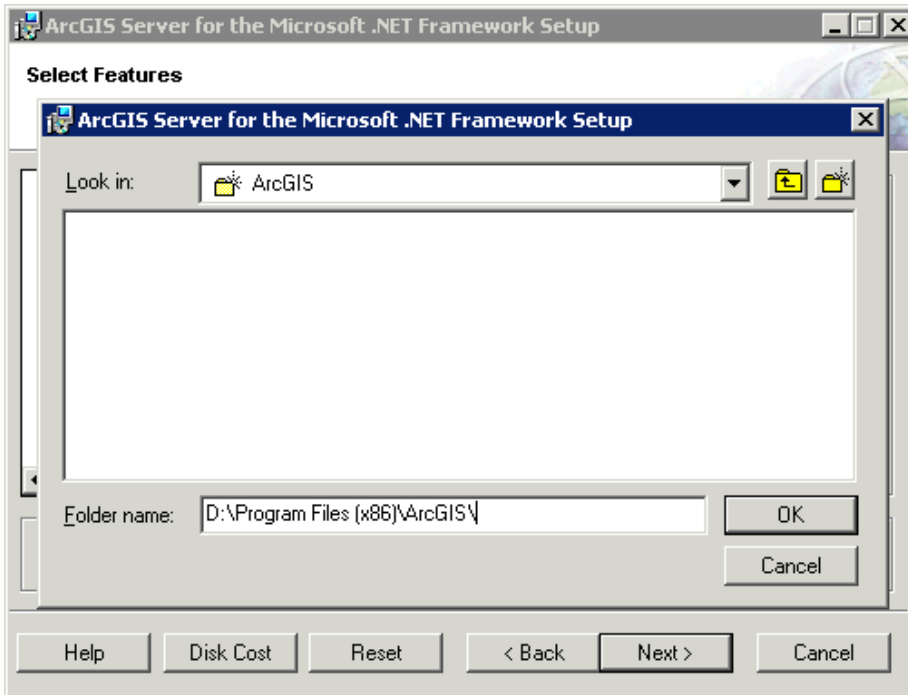 ArcGIS Server for the Microsoft .NET Framework Setup
Select Features
ArcGIS Server for the Microsoft .NET Framework Setup
Look in: ArcGIS
Folder name: D:\Program Files (x86)\ArcGIS\
OK
Cancel
Help Disk Cost Reset < Back Next > Cancel